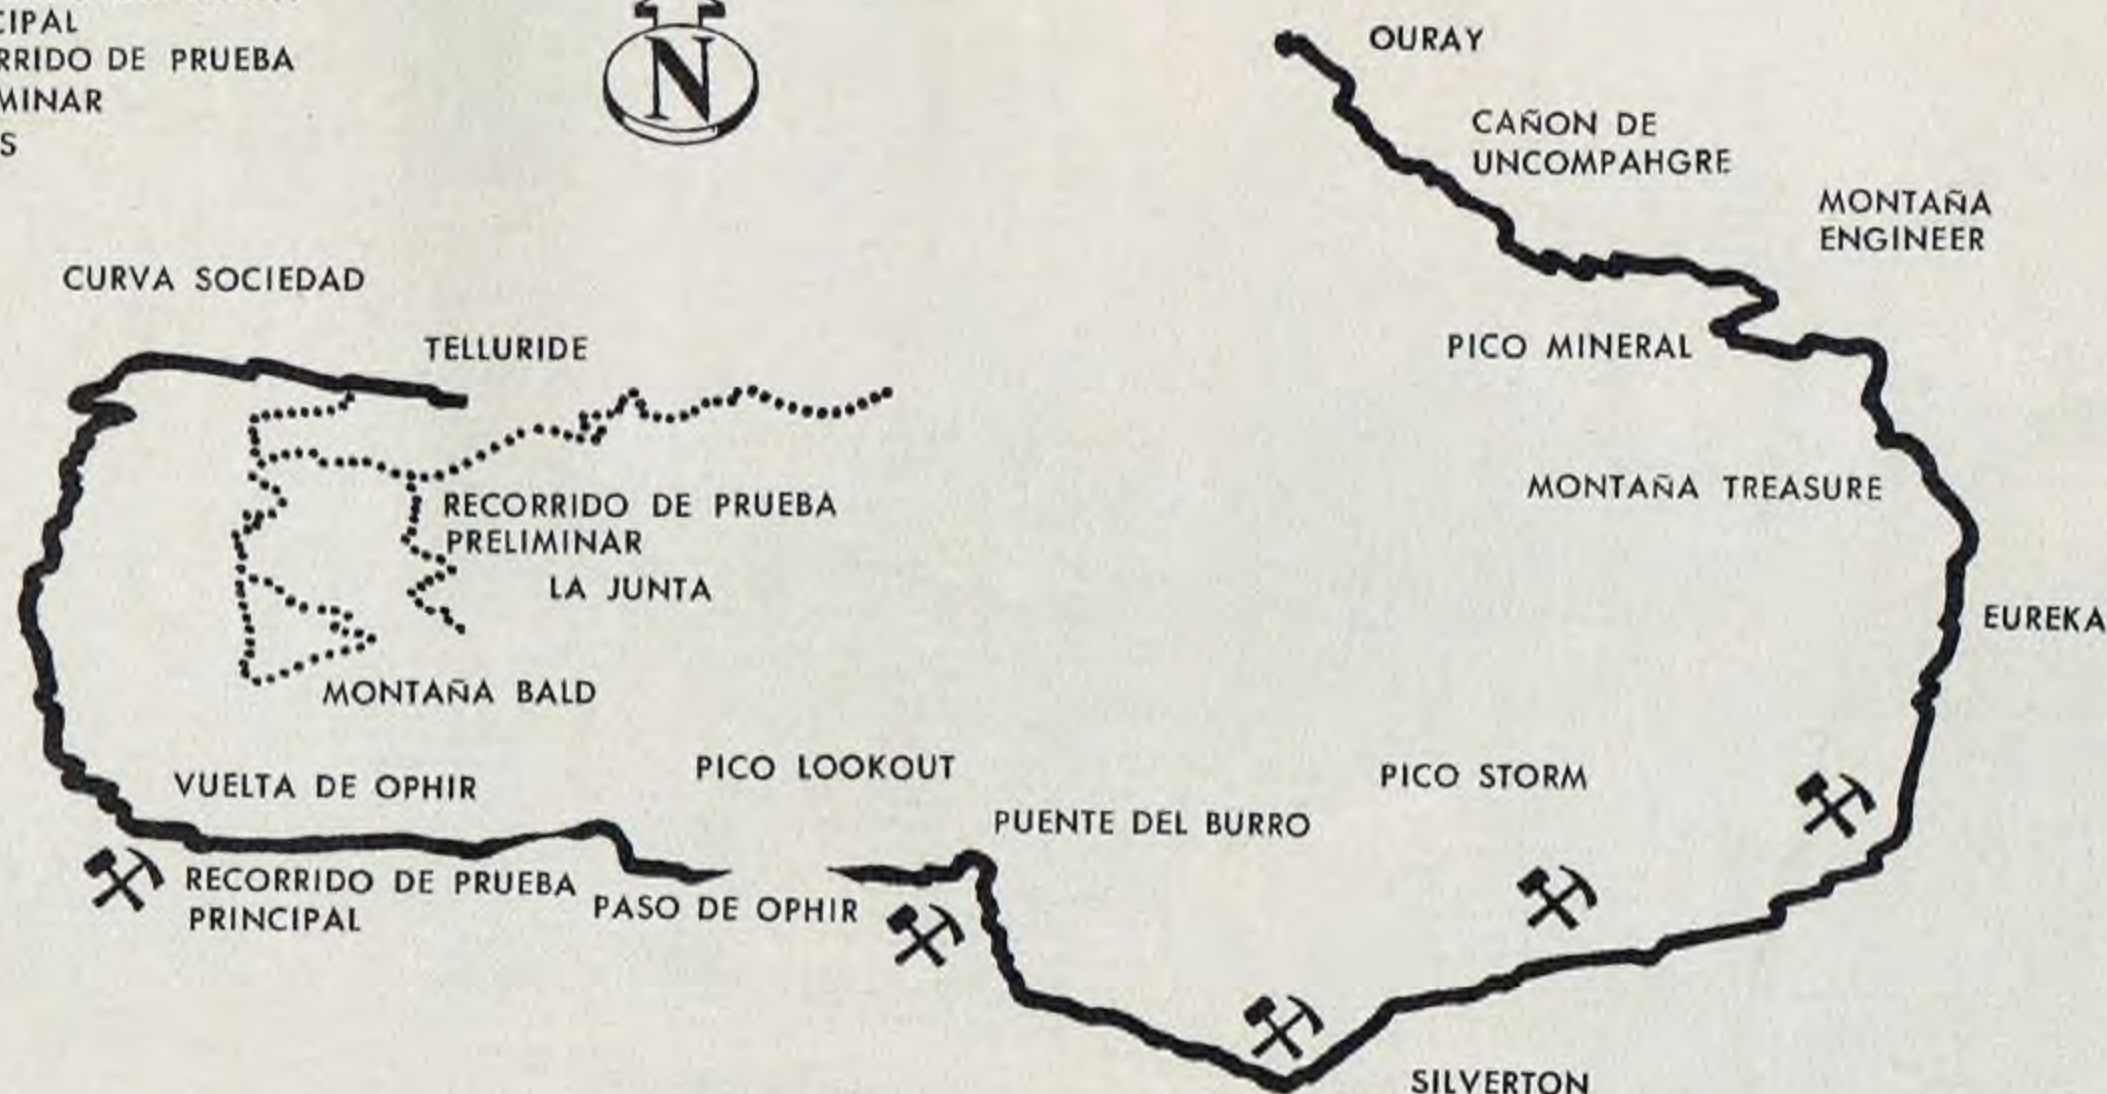 CIPAL
RRIDO DE PRUEBA
MINAR
S
N
OURAY
CAÑON DE
UNCOMPAHGRE
MONTAÑA
ENGINEER
CURVA SOCIEDAD
TELLURIDE
PICO MINERAL
RECORRIDO DE PRUEBA
PRELIMINAR
LA JUNTA
MONTAÑA TREASURE
EUREKA
MONTAÑA BALD
VUELTA DE OPHIR
PICO LOOKOUT
PUENTE DEL BURRO
PICO STORM
RECORRIDO DE PRUEBA
PRINCIPAL
PASO DE OPHIR
SILVERTON